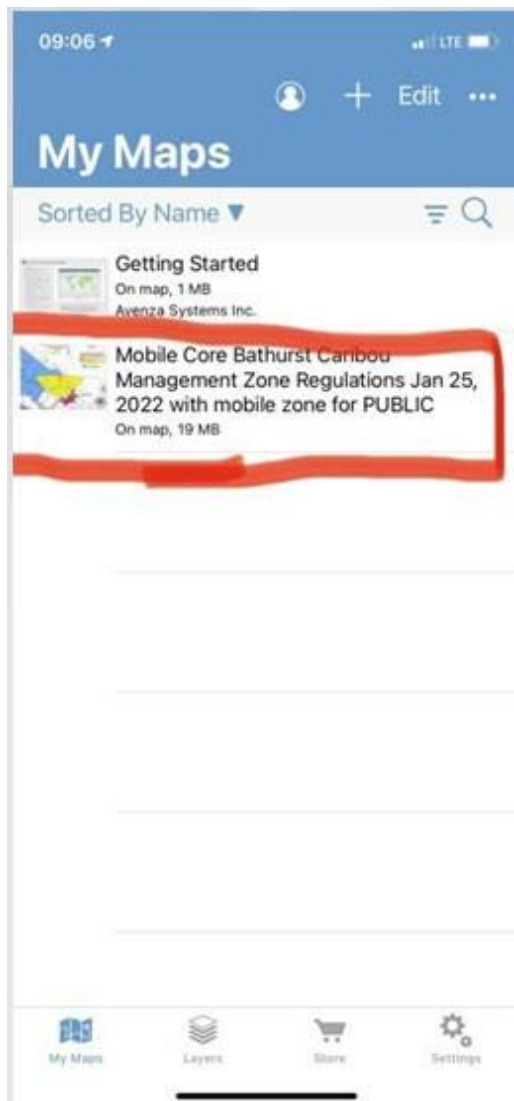 09:06
LTE
Edit
My Maps
Sorted By Name ▼
Getting Started
On map, 1 MB
Avenza Systems Inc.
Mobile Core Bathurst Caribou
Management Zone Regulations Jan 25,
2022 with mobile zone for PUBLIC
On map, 19 MB
My Maps
Layers
Store
Settings